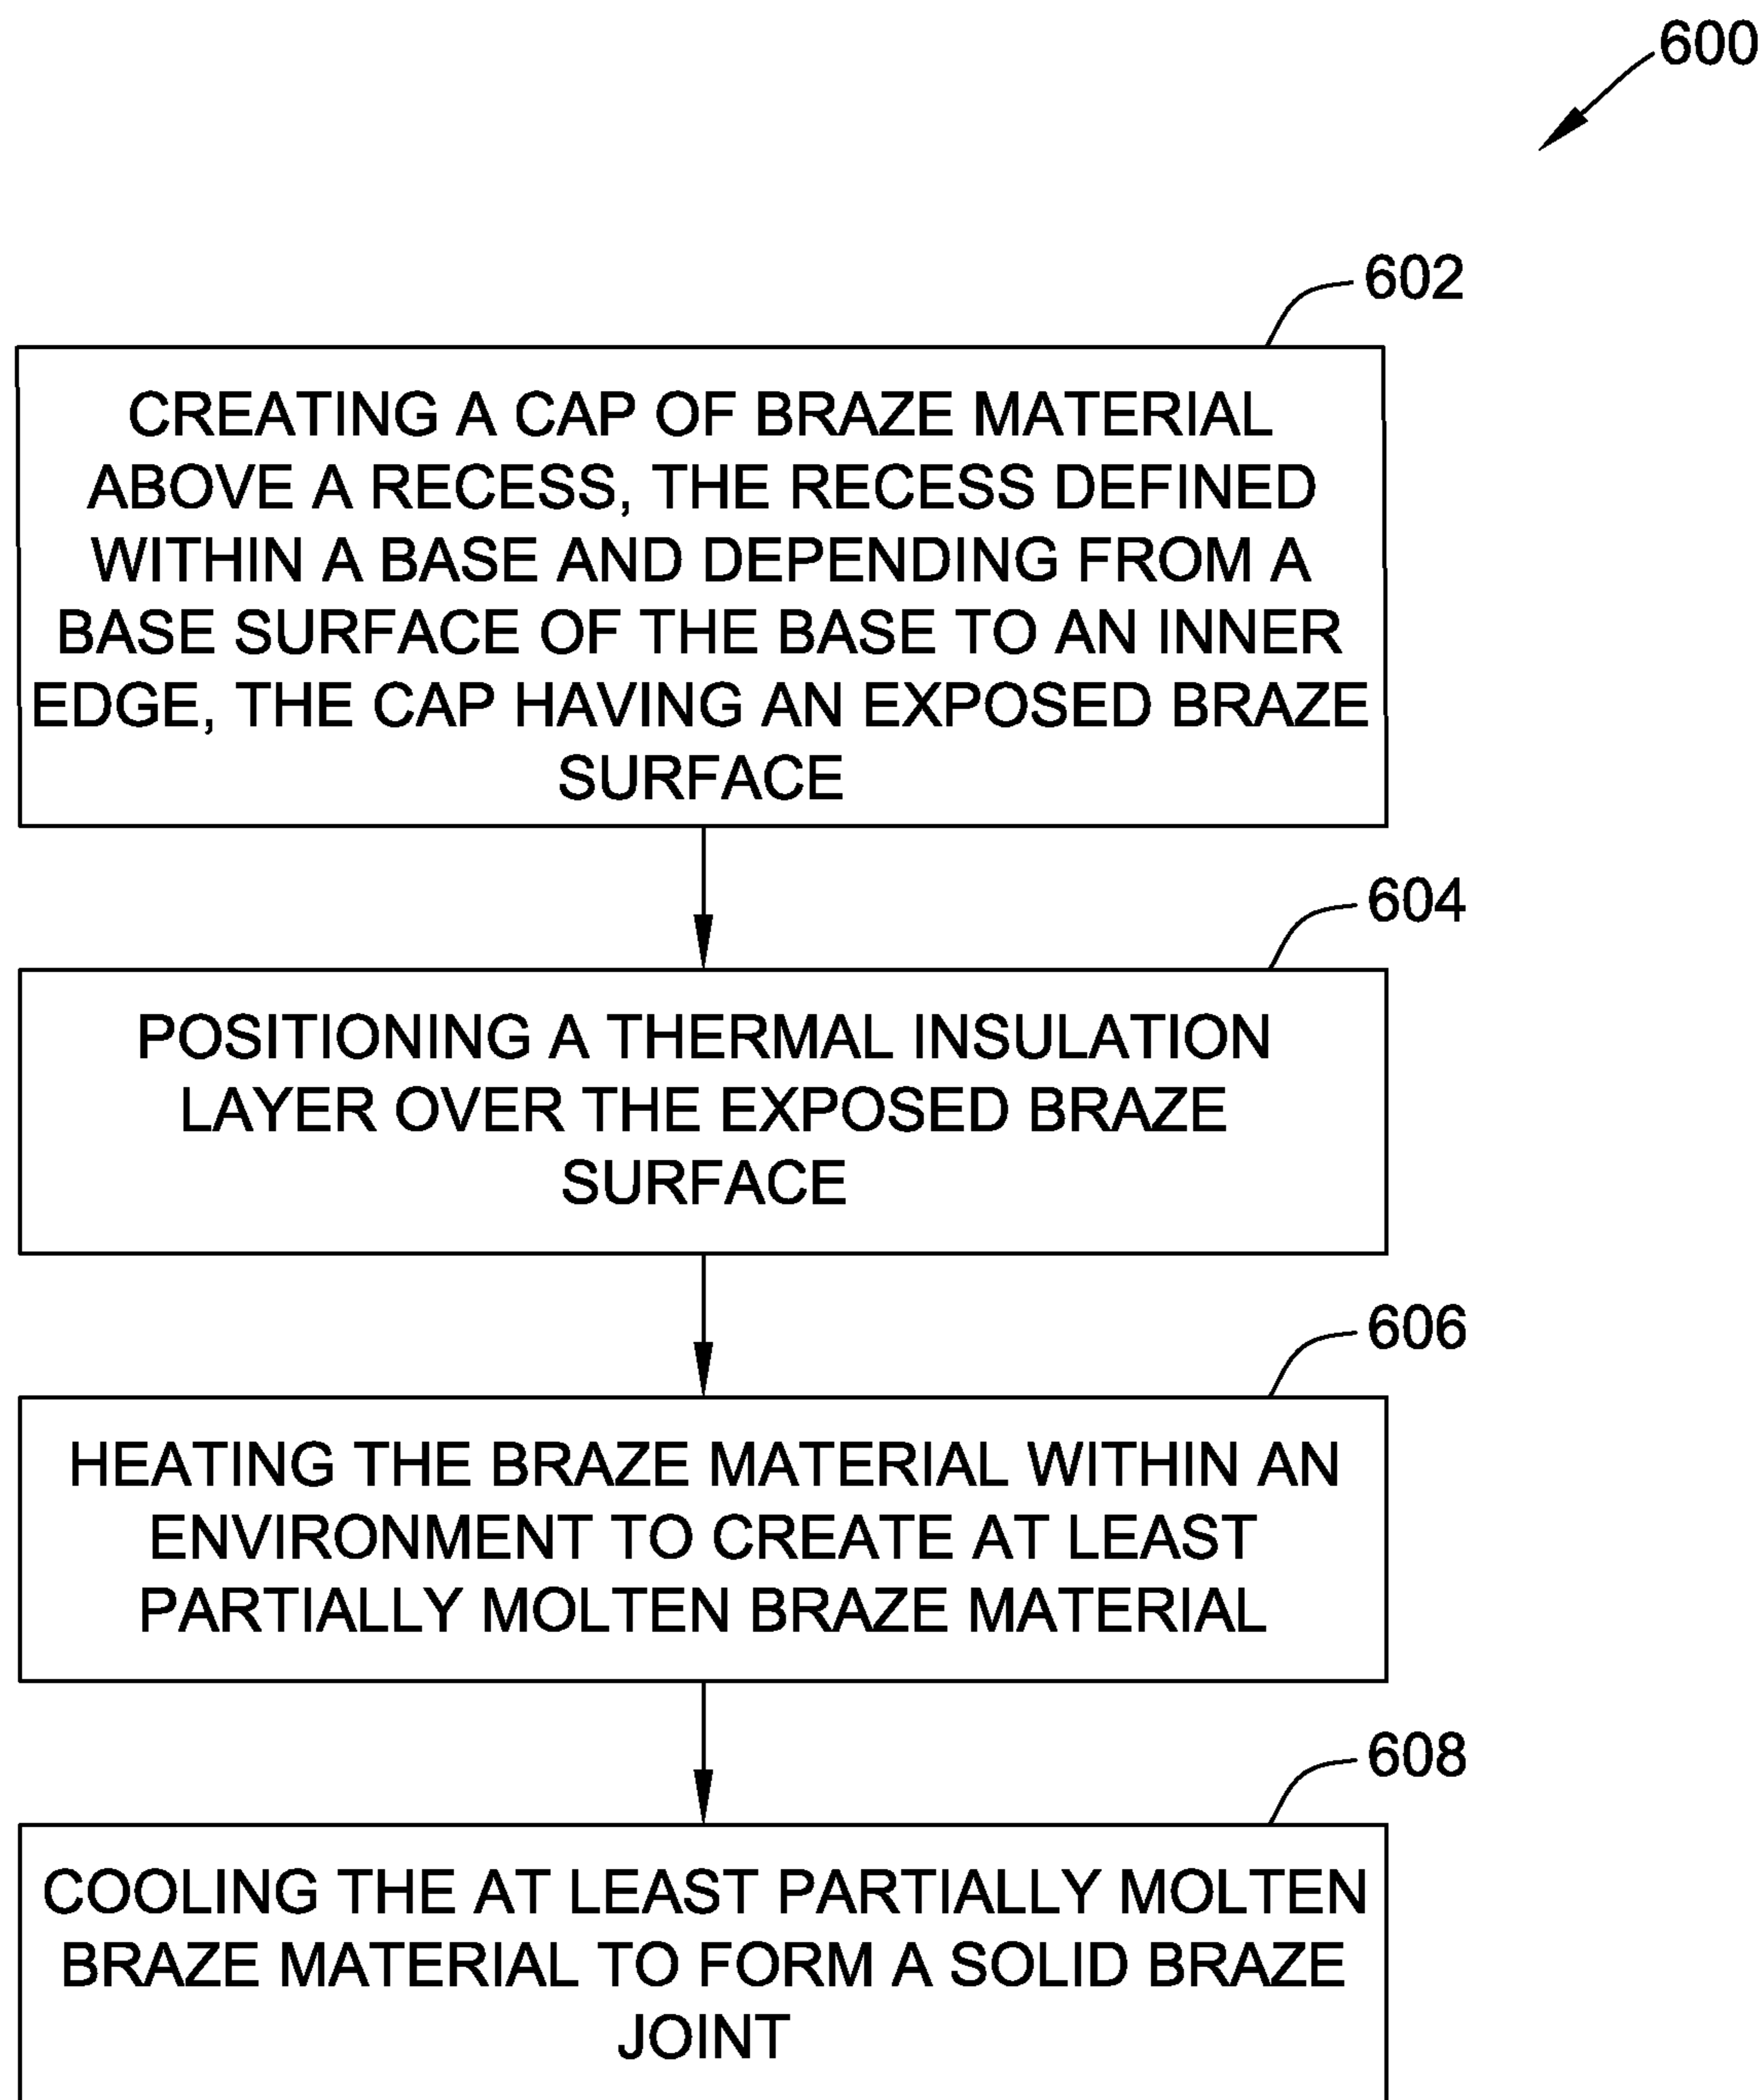 600
602
CREATING A CAP OF BRAZE MATERIAL
ABOVE A RECESS, THE RECESS DEFINED
WITHIN A BASE AND DEPENDING FROM A
BASE SURFACE OF THE BASE TO AN INNER
EDGE, THE CAP HAVING AN EXPOSED BRAZE
SURFACE
604
POSITIONING A THERMAL INSULATION
LAYER OVER THE EXPOSED BRAZE
SURFACE
606
HEATING THE BRAZE MATERIAL WITHIN AN
ENVIRONMENT TO CREATE AT LEAST
PARTIALLY MOLTEN BRAZE MATERIAL
608
COOLING THE AT LEAST PARTIALLY MOLTEN
BRAZE MATERIAL TO FORM A SOLID BRAZE
JOINT